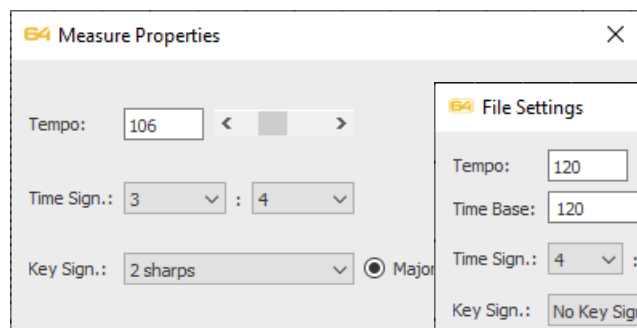 64 Measure Properties
Tempo: 106
Time Sign.: 3 : 4
Key Sign.: 2 sharps Major
64 File Settings
Tempo: 120
Time Base: 120
Time Sign.: 4 :
Key Sign.: No Key Sign